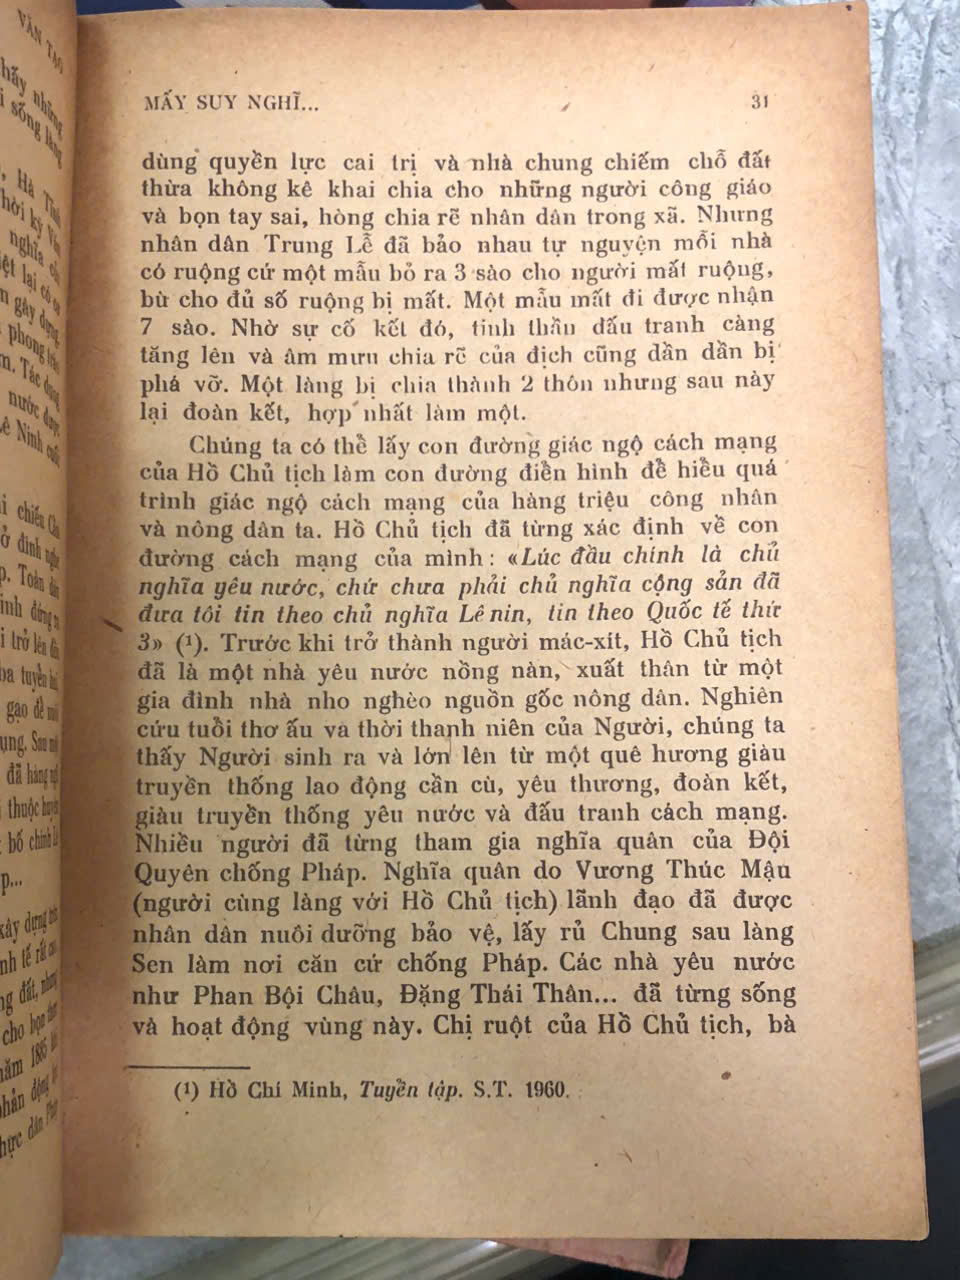 MẤY SUY NGHĨ... 31
dùng quyền lực cai trị và nhà chung chiếm chỗ đất
thừa không kê khai chia cho những người công giáo
và bọn tay sai, hòng chia rẽ nhân dân trong xã. Nhưng
nhân dân Trung Lễ đã bảo nhau tự nguyện mỗi nhà
có ruộng cứ một mẫu bỏ ra 3 sào cho người mất ruộng,
bù cho đủ số ruộng bị mất. Một mẫu mất đi được nhận
7 sào. Nhờ sự cố kết đó, tinh thần đấu tranh càng
tăng lên và âm mưu chia rẽ của địch cũng dần dần bị
phá vỡ. Một làng bị chia thành 2 thôn nhưng sau này
lại đoàn kết, hợp nhất làm một.
Chúng ta có thể lấy con đường giác ngộ cách mạng
của Hồ Chủ tịch làm con đường điển hình để hiểu quá
trình giác ngộ cách mạng của hàng triệu công nhân
và nông dân ta. Hồ Chủ tịch đã từng xác định về con
đường cách mạng của mình : «Lúc đầu chính là chủ
nghĩa yêu nước, chứ chưa phải chủ nghĩa cộng sản đã
đưa tôi tin theo chủ nghĩa Lê nin, tin theo Quốc tế thứ
3» (1). Trước khi trở thành người mác-xít, Hồ Chủ tịch
đã là một nhà yêu nước nồng nàn, xuất thân từ một
gia đình nhà nho nghèo nguồn gốc nông dân. Nghiên
cứu tuổi thơ ấu va thời thanh niên của Người, chúng ta
thấy Người sinh ra và lớn lên từ một quê hương giàu
truyền thống lao động cần cù, yêu thương, đoàn kết,
giàu truyền thống yêu nước và đấu tranh cách mạng.
Nhiều người đã từng tham gia nghĩa quân của Đội
Quyên chống Pháp. Nghĩa quân do Vương Thúc Mậu
(người cùng làng với Hồ Chủ tịch) lãnh đạo đã được
nhân dân nuôi dưỡng bảo vệ, lấy rú Chung sau làng
Sen làm nơi căn cứ chống Pháp. Các nhà yêu nước
như Phan Bội Châu, Đặng Thái Thân... đã từng sống
và hoạt động vùng này. Chị ruột của Hồ Chủ tịch, bà
(1) Hồ Chí Minh, Tuyển tập. S.T. 1960.